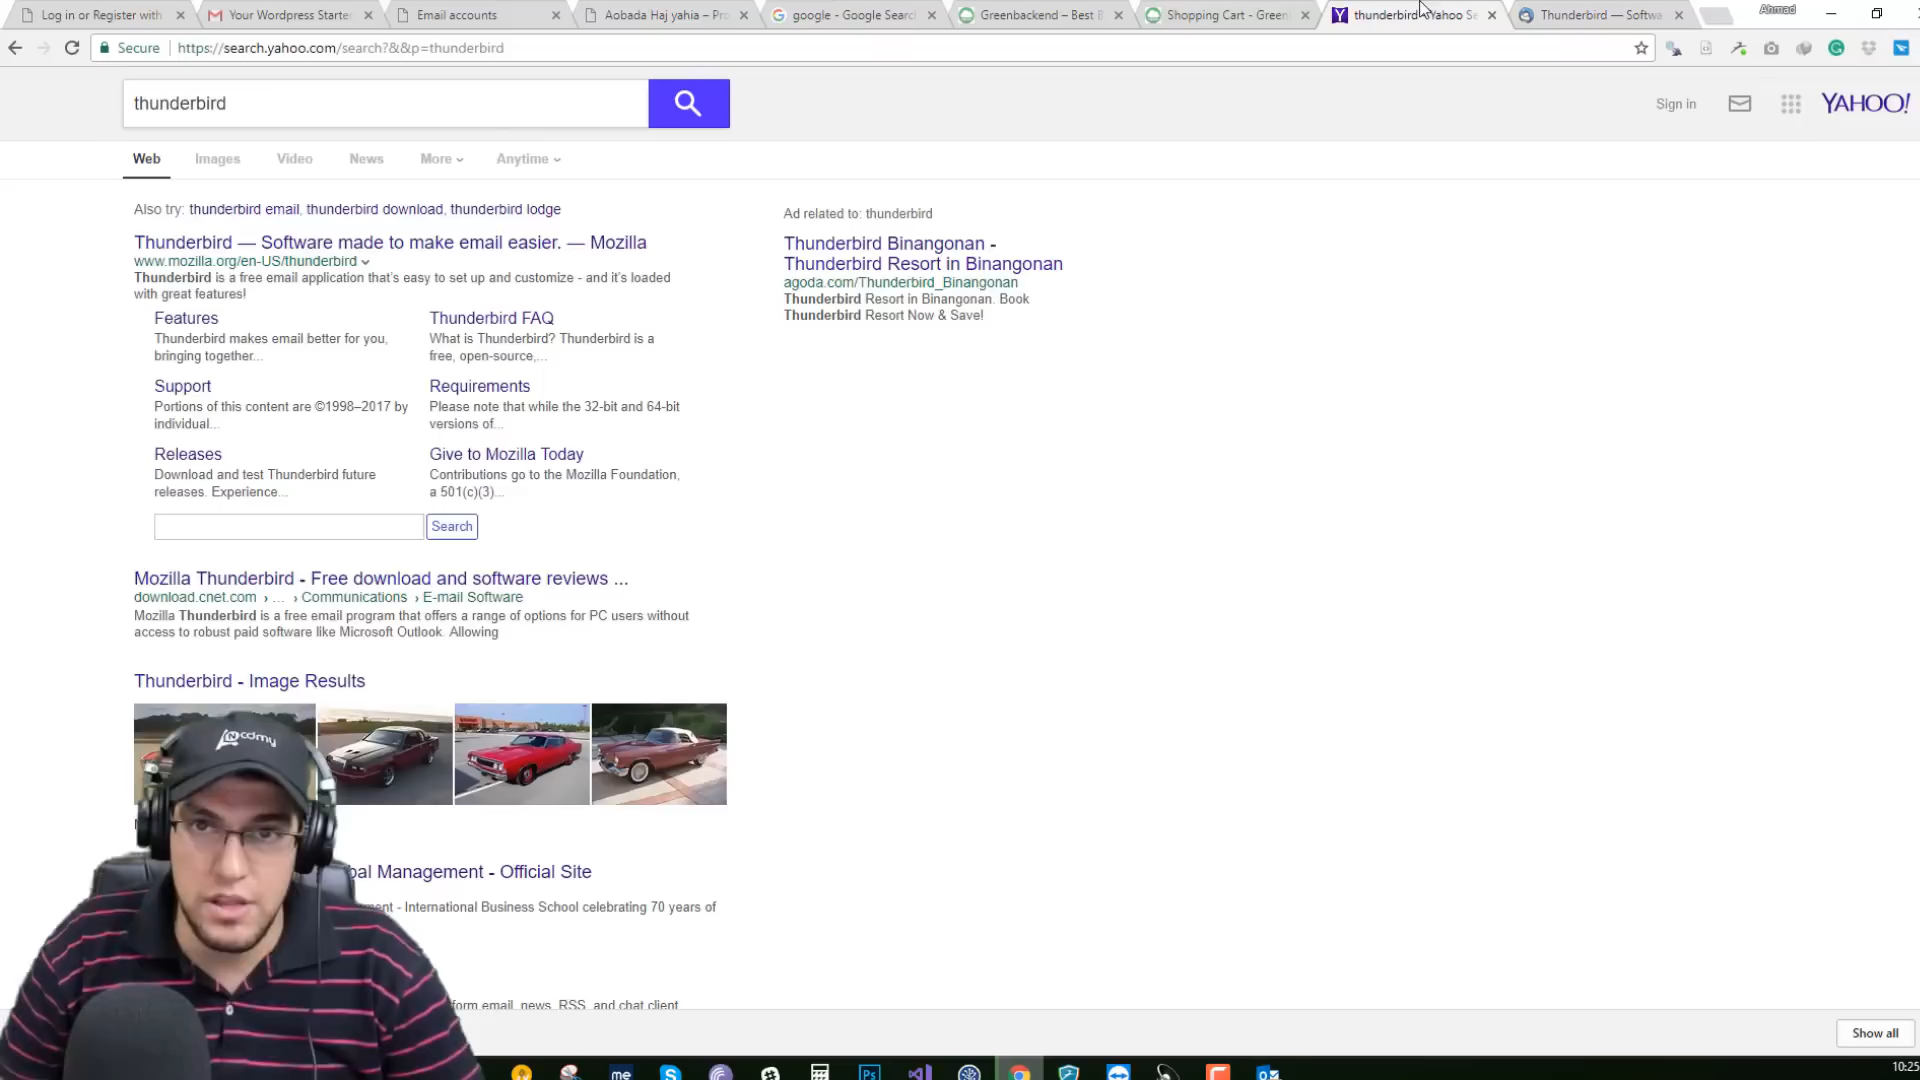 Log in or Register with
Your Wordpress Starte
Email accounts
Aobada Haj yahia – Pro
google - Google Search
Greenbackend – Best B
Shopping Cart - Green
thunderbird - Yahoo Se
Thunderbird — Softwa
Ahmad
Secure
https://search.yahoo.com/search?&&p=thunderbird
thunderbird
Sign in
YAHOO!
Web
Images
Video
News
More
Anytime
Also try: thunderbird email, thunderbird download, thunderbird lodge
Thunderbird — Software made to make email easier. — Mozilla
www.mozilla.org/en-US/thunderbird
Thunderbird is a free email application that's easy to set up and customize - and it's loaded
with great features!
Features
Thunderbird makes email better for you,
bringing together...
Thunderbird FAQ
What is Thunderbird? Thunderbird is a
free, open-source,...
Support
Portions of this content are ©1998–2017 by
individual...
Requirements
Please note that while the 32-bit and 64-bit
versions of...
Releases
Download and test Thunderbird future
releases. Experience...
Give to Mozilla Today
Contributions go to the Mozilla Foundation,
a 501(c)(3)...
Search
Mozilla Thunderbird - Free download and software reviews ...
download.cnet.com › ... › Communications › E-mail Software
Mozilla Thunderbird is a free email program that offers a range of options for PC users without
access to robust paid software like Microsoft Outlook. Allowing
Thunderbird - Image Results
bal Management - Official Site
ment - International Business School celebrating 70 years of
form email, news, RSS, and chat client
Ad related to: thunderbird
Thunderbird Binangonan -
Thunderbird Resort in Binangonan
agoda.com/Thunderbird_Binangonan
Thunderbird Resort in Binangonan. Book
Thunderbird Resort Now & Save!
Show all
me
Ps
10:25